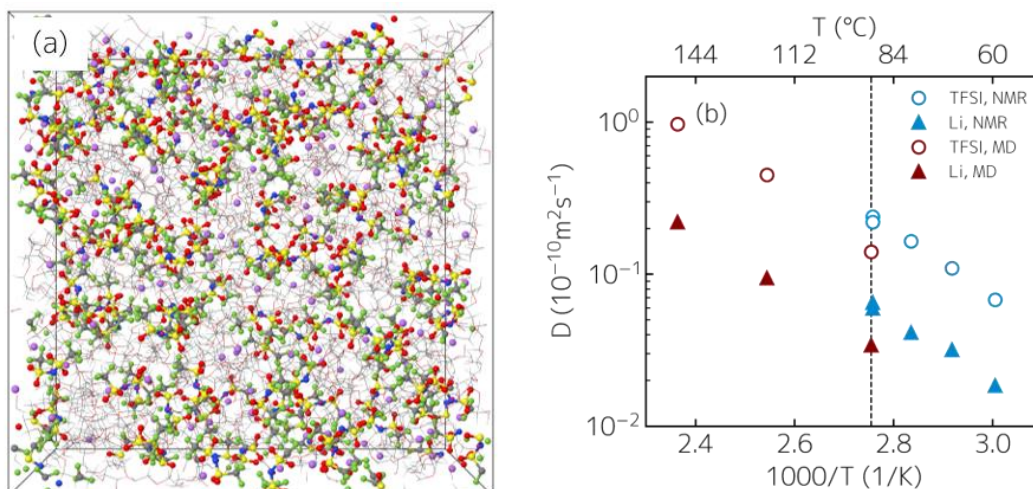 (a)
T (°C)
144 112 84 60
(b)
TFSI, NMR
Li, NMR
TFSI, MD
Li, MD
10⁰
10⁻¹
10⁻²
D (10⁻¹⁰m²s⁻¹)
2.4 2.6 2.8 3.0
1000/T (1/K)